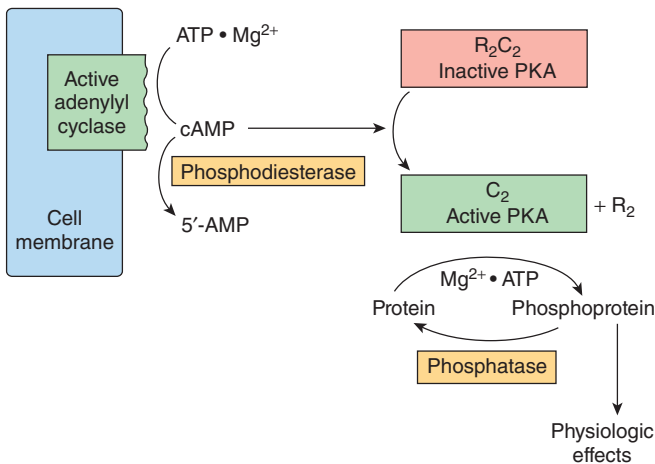 ATP • Mg²⁺
Active
adenylyl
cyclase
cAMP
Phosphodiesterase
5′-AMP
Cell
membrane
R₂C₂
Inactive PKA
C₂
Active PKA
+ R₂
Mg²⁺ • ATP
Protein
Phosphoprotein
Phosphatase
Physiologic
effects